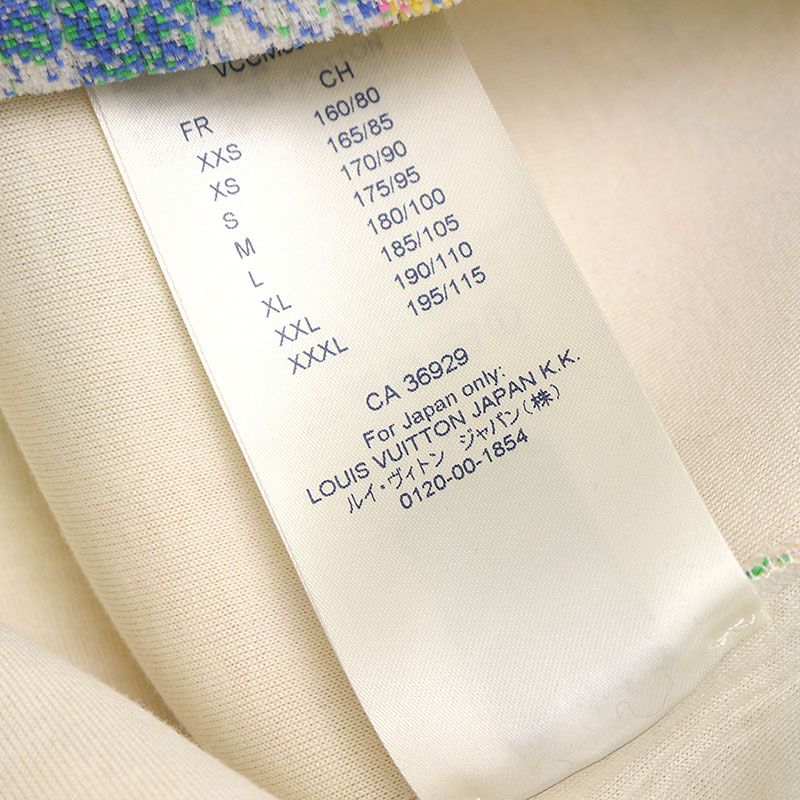 COTTON
FR CH
XXS 160/80
XS 165/85
S 170/90
M 175/95
L 180/100
XL 185/105
XXL 190/110
XXXL 195/115
CA 36929
For Japan only:
LOUIS VUITTON JAPAN K.K.
ルイ・ヴィトン ジャパン(株)
0120-00-1854